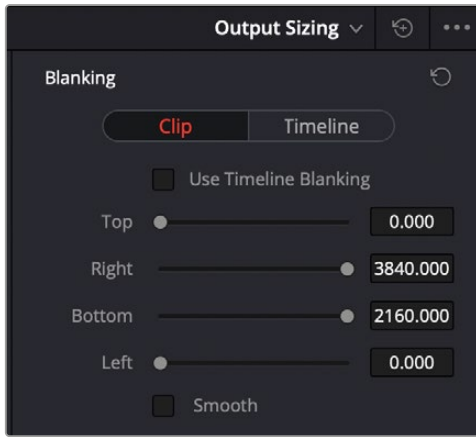 Output Sizing
Blanking
Clip Timeline
Use Timeline Blanking
Top 0.000
Right 3840.000
Bottom 2160.000
Left 0.000
Smooth